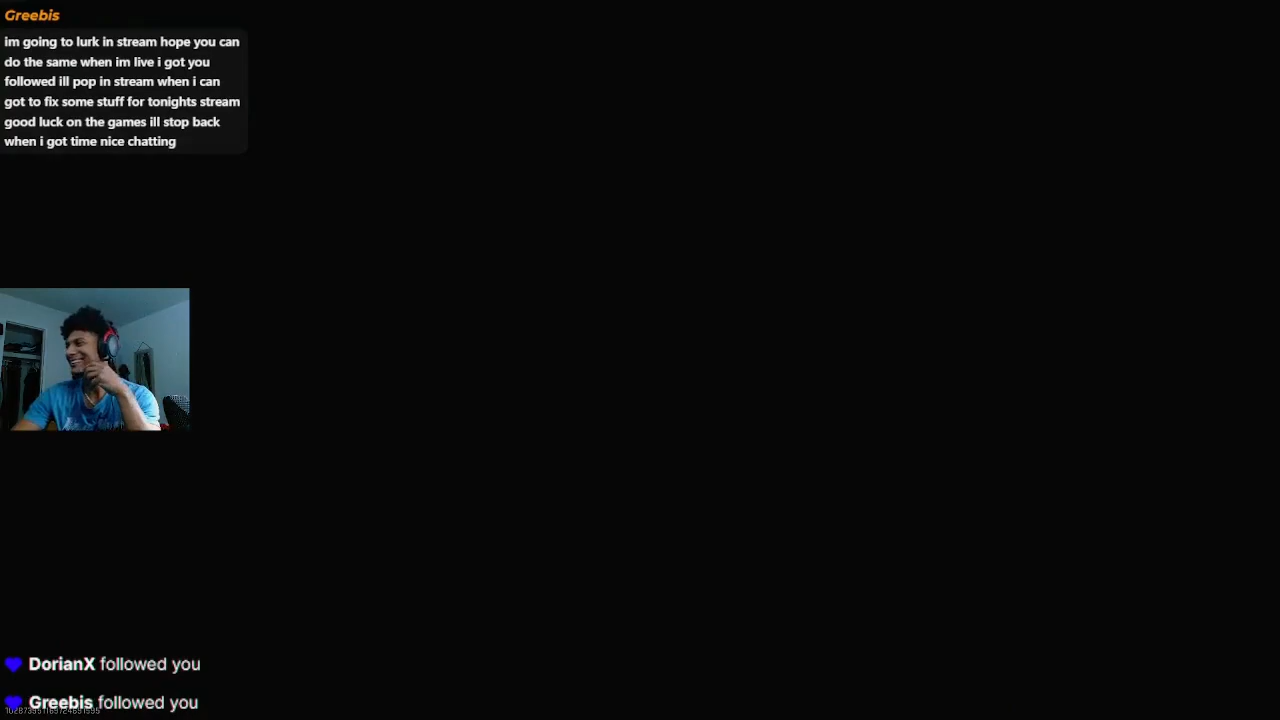 Greebis
im going to lurk in stream hope you can
do the same when im live i got you
followed ill pop in stream when i can
got to fix some stuff for tonights stream
good luck on the games ill stop back
when i got time nice chatting
DorianX followed you
Greebis followed you